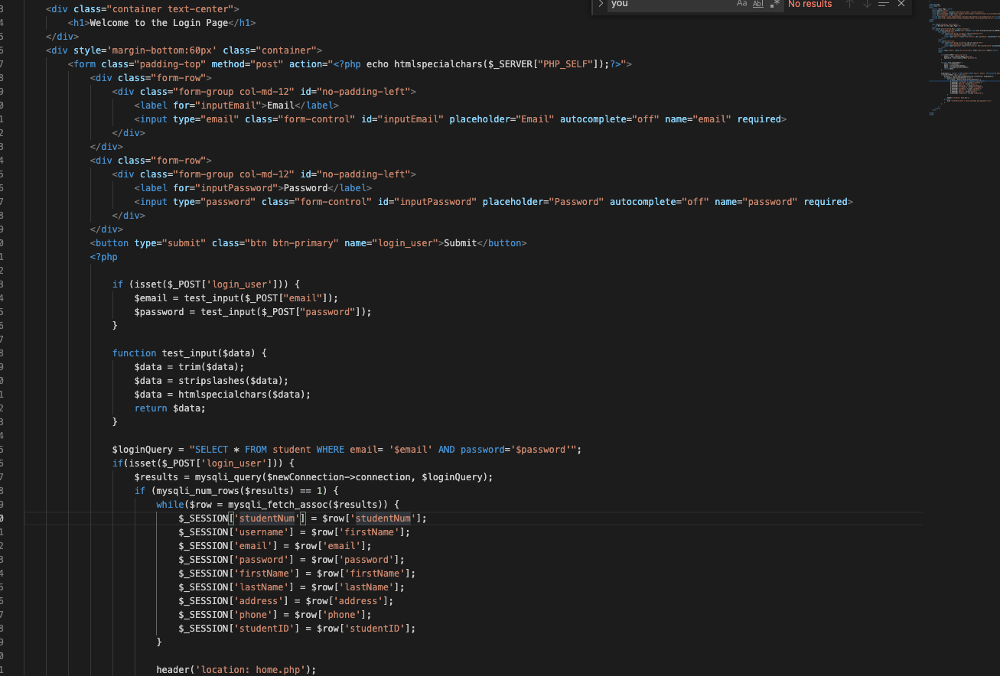 you
Aa Abl .* No results
<div class="container text-center">
<h1>Welcome to the Login Page</h1>
</div>
<div style='margin-bottom:60px' class="container">
<form class="padding-top" method="post" action="<?php echo htmlspecialchars($_SERVER["PHP_SELF"]);?>">
<div class="form-row">
<div class="form-group col-md-12" id="no-padding-left">
<label for="inputEmail">Email</label>
<input type="email" class="form-control" id="inputEmail" placeholder="Email" autocomplete="off" name="email" required>
</div>
</div>
<div class="form-row">
<div class="form-group col-md-12" id="no-padding-left">
<label for="inputPassword">Password</label>
<input type="password" class="form-control" id="inputPassword" placeholder="Password" autocomplete="off" name="password" required>
</div>
</div>
<button type="submit" class="btn btn-primary" name="login_user">Submit</button>
<?php
if (isset($_POST['login_user'])) {
$email = test_input($_POST["email"]);
$password = test_input($_POST["password"]);
}
function test_input($data) {
$data = trim($data);
$data = stripslashes($data);
$data = htmlspecialchars($data);
return $data;
}
$loginQuery = "SELECT * FROM student WHERE email= '$email' AND password='$password'";
if(isset($_POST['login_user'])) {
$results = mysqli_query($newConnection->connection, $loginQuery);
if (mysqli_num_rows($results) == 1) {
while($row = mysqli_fetch_assoc($results)) {
$_SESSION['studentNum'] = $row['studentNum'];
$_SESSION['username'] = $row['firstName'];
$_SESSION['email'] = $row['email'];
$_SESSION['password'] = $row['password'];
$_SESSION['firstName'] = $row['firstName'];
$_SESSION['lastName'] = $row['lastName'];
$_SESSION['address'] = $row['address'];
$_SESSION['phone'] = $row['phone'];
$_SESSION['studentID'] = $row['studentID'];
}
header('location: home.php');